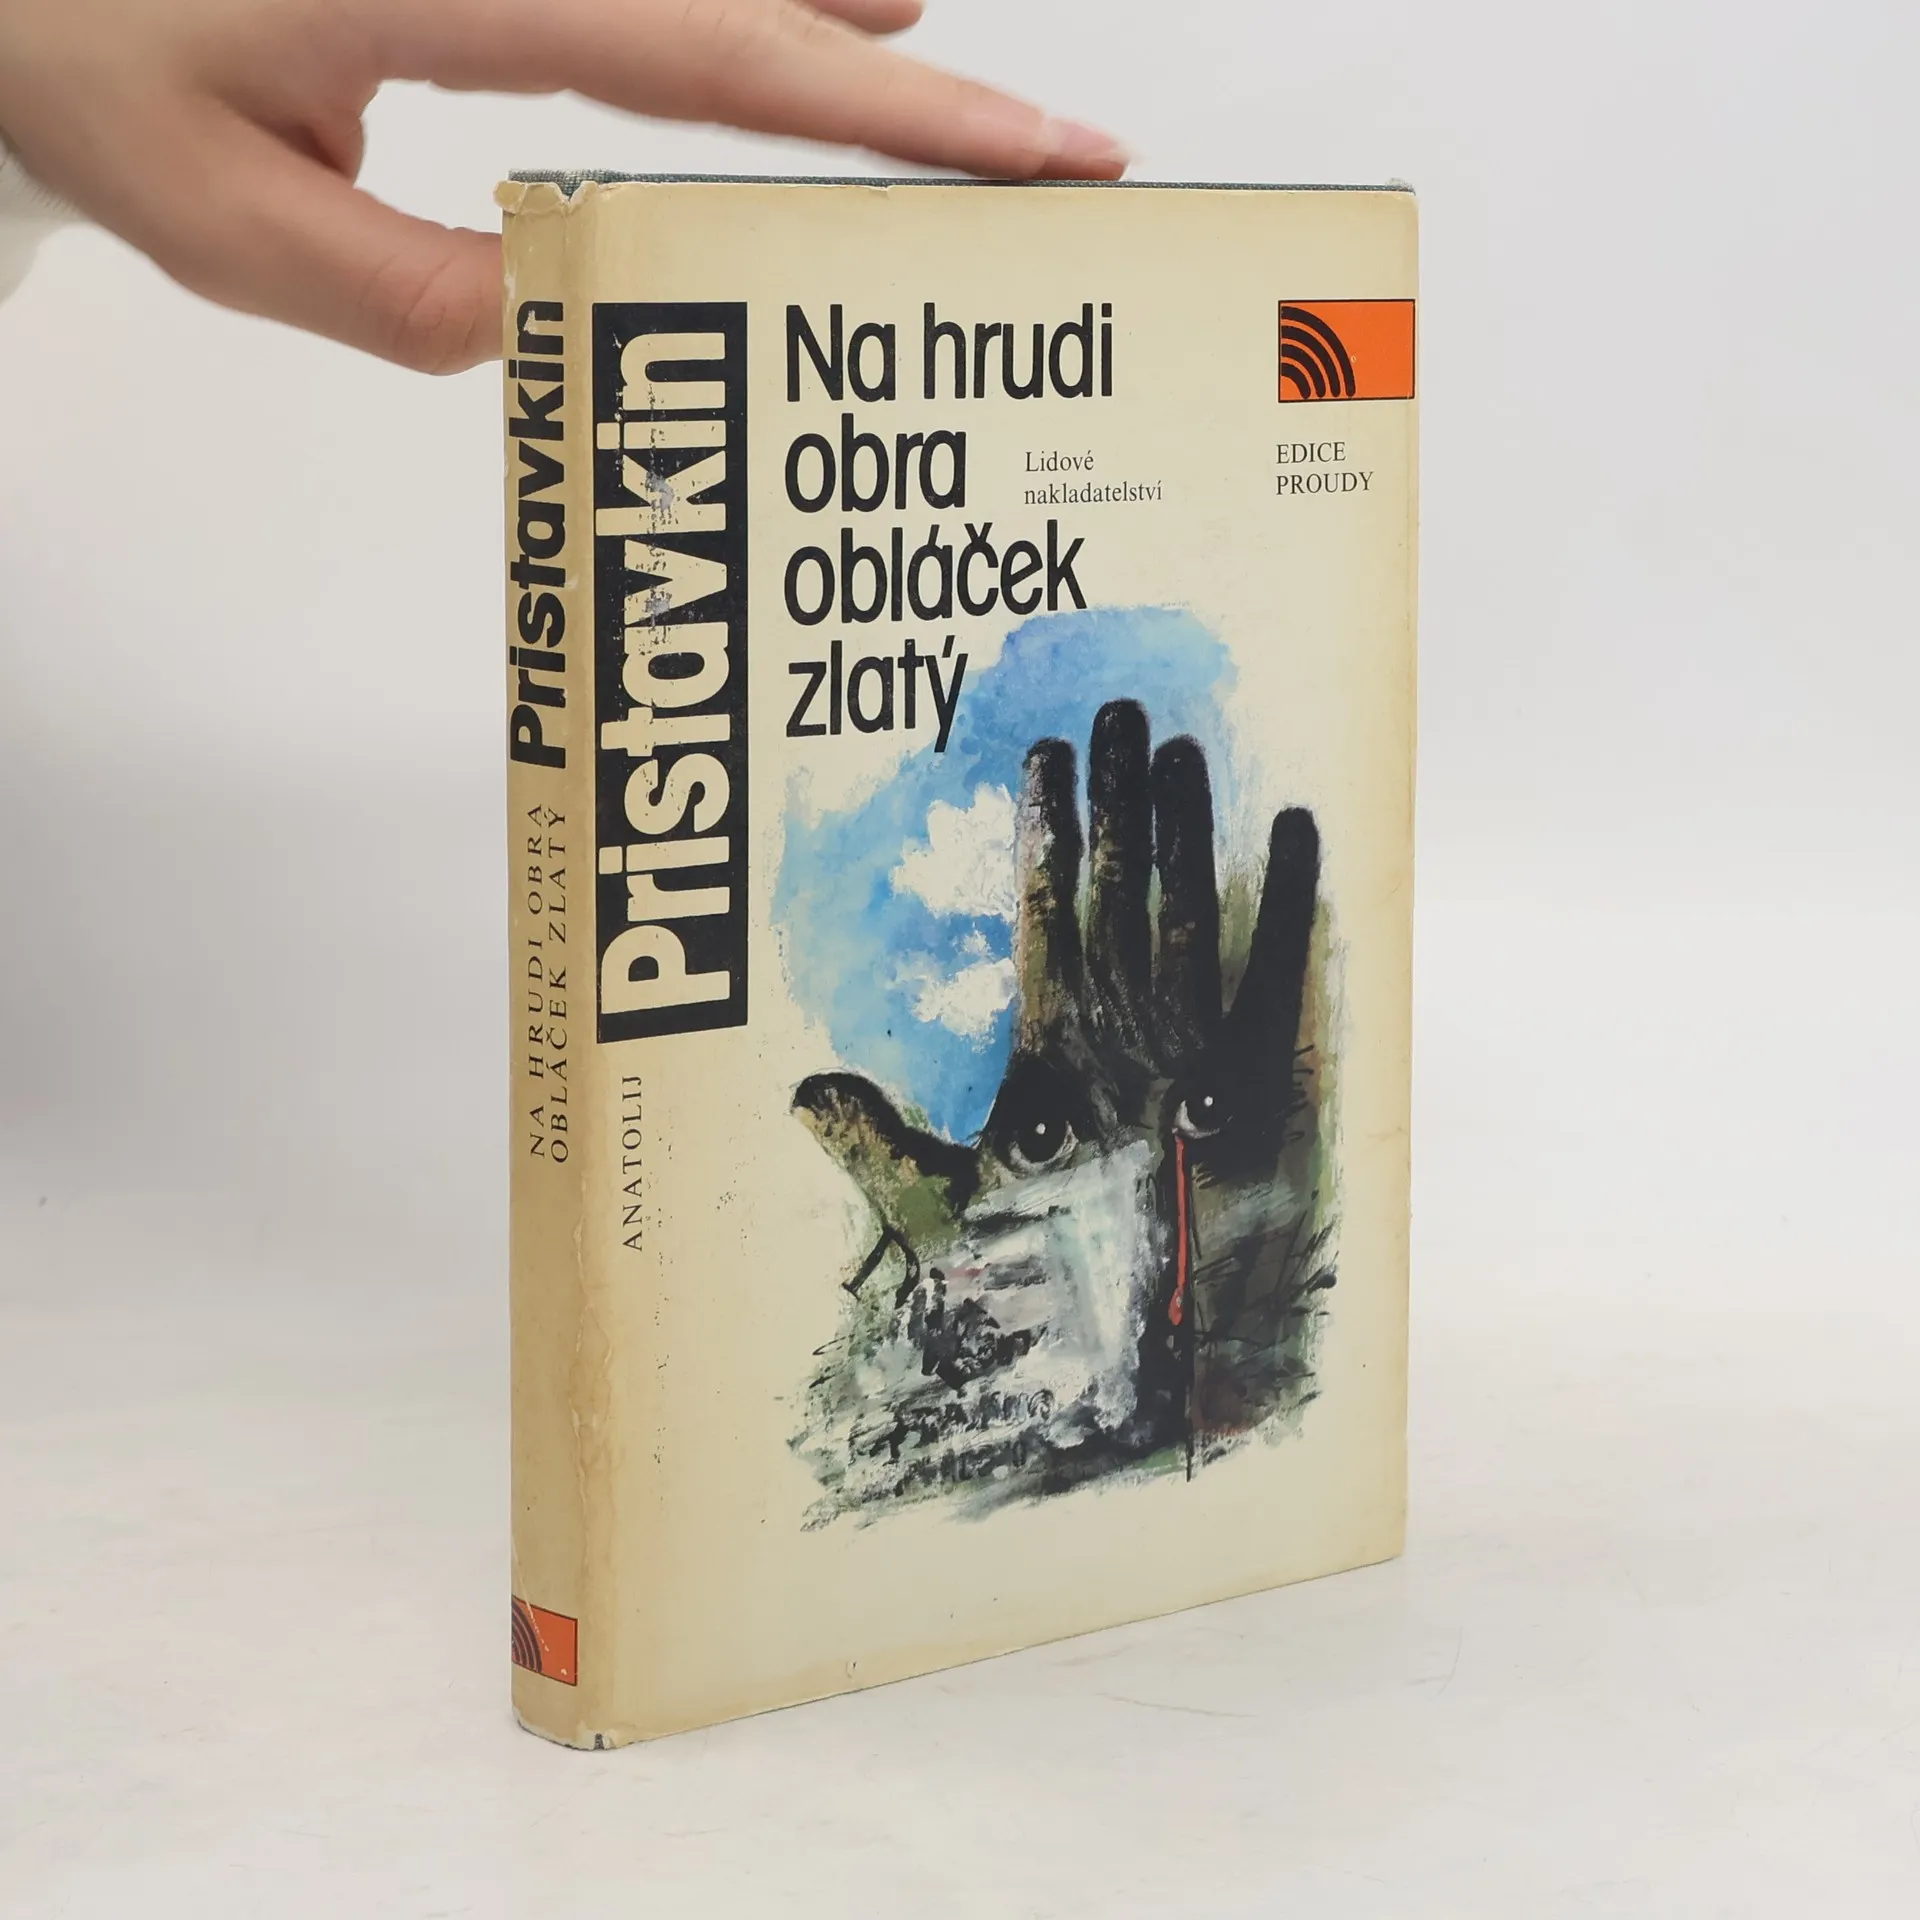 Pristavkin
NA HRUDI OBRA
OBLÁČEK ZLATÝ
Pristavkin
ANATOLIJ
Na hrudi
obra
obláček
zlatý
Lidové
nakladatelství
EDICE
PROUDY